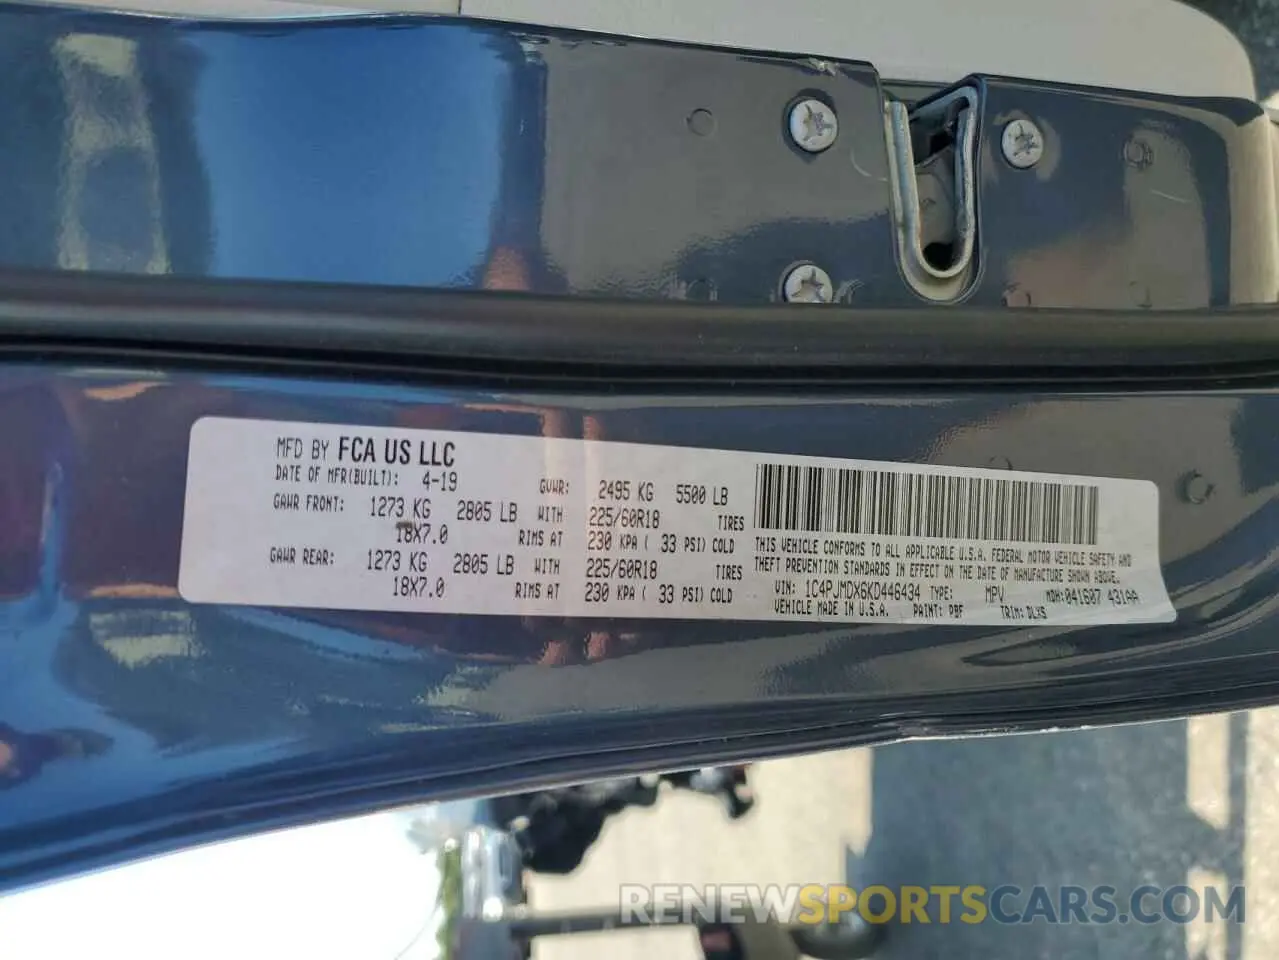 MFD BY FCA US LLC
DATE OF MFR(BUILT): 4-19 GVWR: 2495 KG 5500 LB
GAWR FRONT: 1273 KG 2805 LB WITH 225/60R18 TIRES
18X7.0 RIMS AT 230 KPA ( 33 PSI) COLD
GAWR REAR: 1273 KG 2805 LB WITH 225/60R18 TIRES
18X7.0 RIMS AT 230 KPA ( 33 PSI) COLD
THIS VEHICLE CONFORMS TO ALL APPLICABLE U.S.A. FEDERAL MOTOR VEHICLE SAFETY AND
THEFT PREVENTION STANDARDS IN EFFECT ON THE DATE OF MANUFACTURE SHOWN ABOVE.
VIN: 1C4PJMDX6KD446434 TYPE: MPV MDH: 041607 431AA
VEHICLE MADE IN U.S.A. PAINT: PBF TRIM: DLX9
RENEWSPORTSCARS.COM